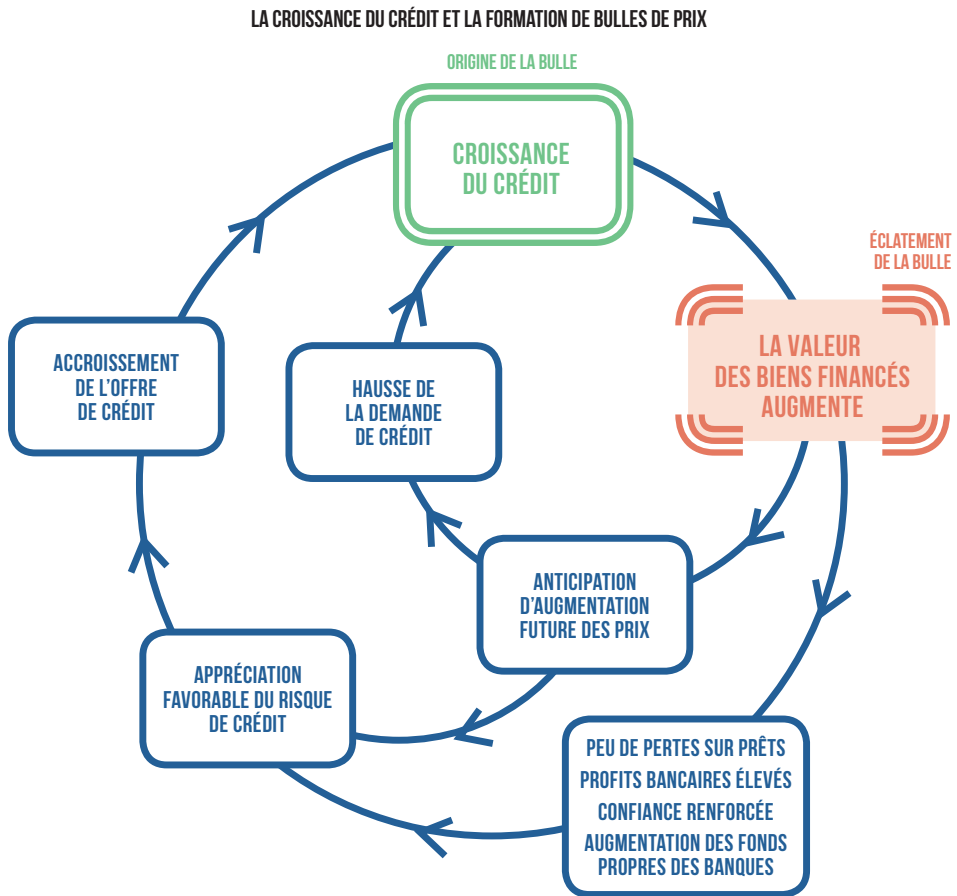 LA CROISSANCE DU CRÉDIT ET LA FORMATION DE BULLES DE PRIX
ORIGINE DE LA BULLE
CROISSANCE
DU CRÉDIT
ÉCLATEMENT
DE LA BULLE
LA VALEUR
DES BIENS FINANCÉS
AUGMENTE
ACCROISSEMENT
DE L'OFFRE
DE CRÉDIT
HAUSSE DE
LA DEMANDE
DE CRÉDIT
ANTICIPATION
D'AUGMENTATION
FUTURE DES PRIX
APPRÉCIATION
FAVORABLE DU RISQUE
DE CRÉDIT
PEU DE PERTES SUR PRÊTS
PROFITS BANCAIRES ÉLEVÉS
CONFIANCE RENFORCÉE
AUGMENTATION DES FONDS
PROPRES DES BANQUES